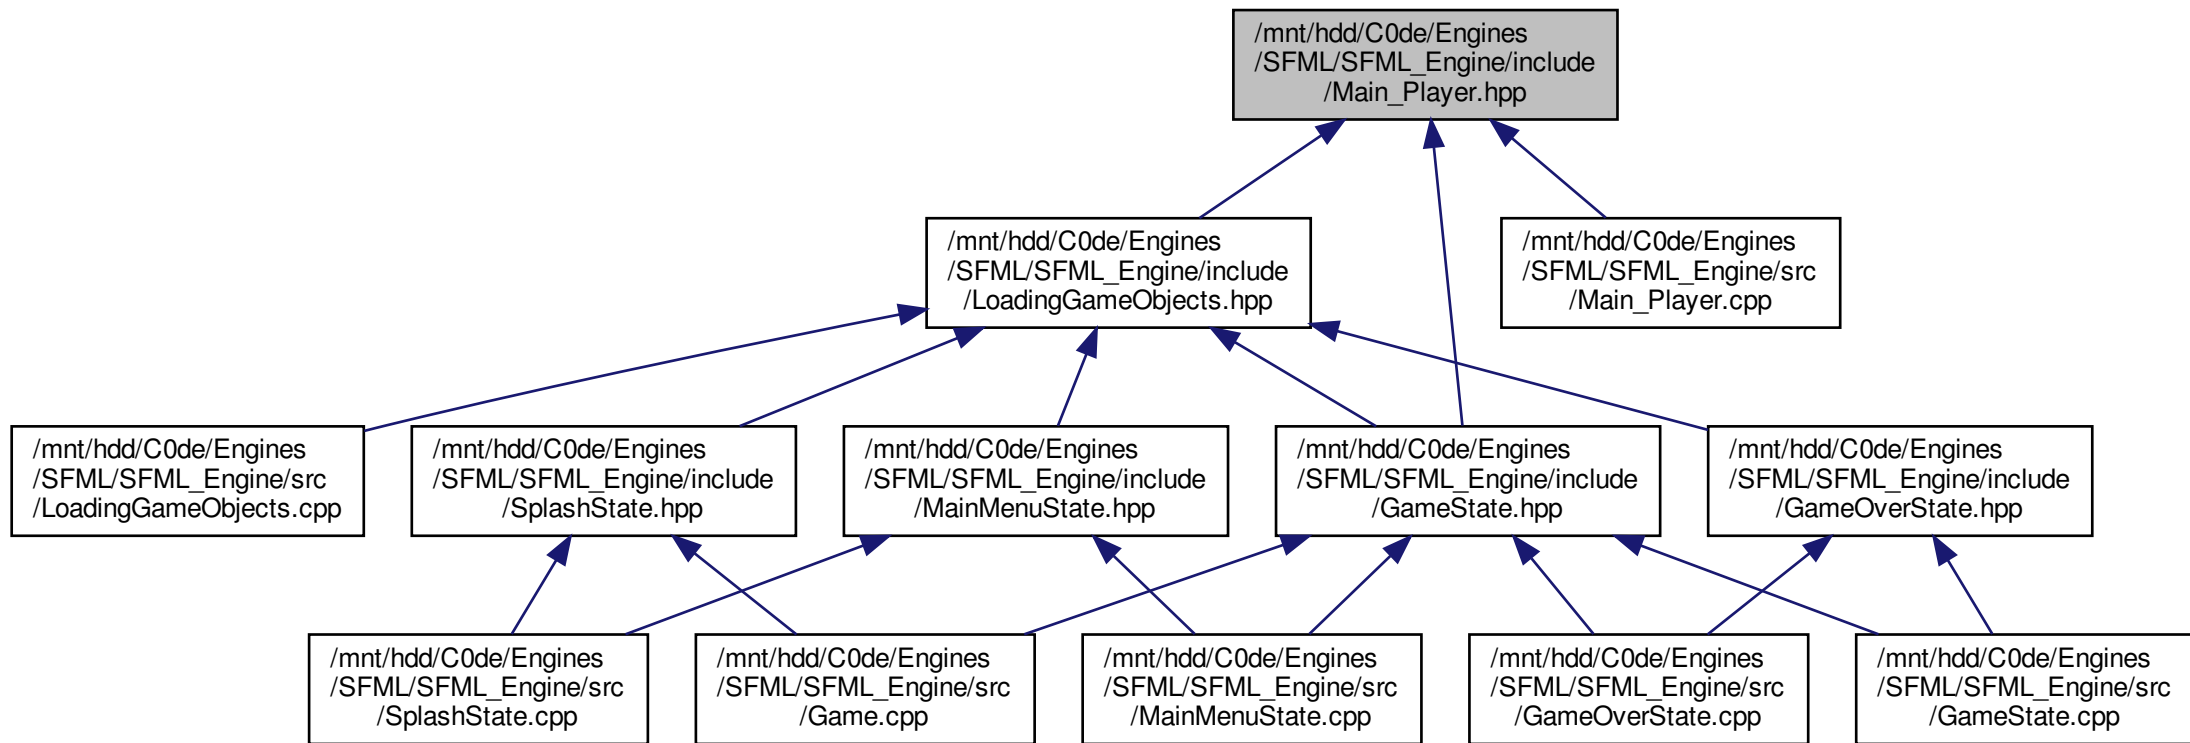 /mnt/hdd/C0de/Engines
/SFML/SFML_Engine/include
/Main_Player.hpp
/mnt/hdd/C0de/Engines
/SFML/SFML_Engine/include
/LoadingGameObjects.hpp
/mnt/hdd/C0de/Engines
/SFML/SFML_Engine/src
/Main_Player.cpp
/mnt/hdd/C0de/Engines
/SFML/SFML_Engine/src
/LoadingGameObjects.cpp
/mnt/hdd/C0de/Engines
/SFML/SFML_Engine/include
/SplashState.hpp
/mnt/hdd/C0de/Engines
/SFML/SFML_Engine/include
/MainMenuState.hpp
/mnt/hdd/C0de/Engines
/SFML/SFML_Engine/include
/GameState.hpp
/mnt/hdd/C0de/Engines
/SFML/SFML_Engine/include
/GameOverState.hpp
/mnt/hdd/C0de/Engines
/SFML/SFML_Engine/src
/SplashState.cpp
/mnt/hdd/C0de/Engines
/SFML/SFML_Engine/src
/Game.cpp
/mnt/hdd/C0de/Engines
/SFML/SFML_Engine/src
/MainMenuState.cpp
/mnt/hdd/C0de/Engines
/SFML/SFML_Engine/src
/GameOverState.cpp
/mnt/hdd/C0de/Engines
/SFML/SFML_Engine/src
/GameState.cpp